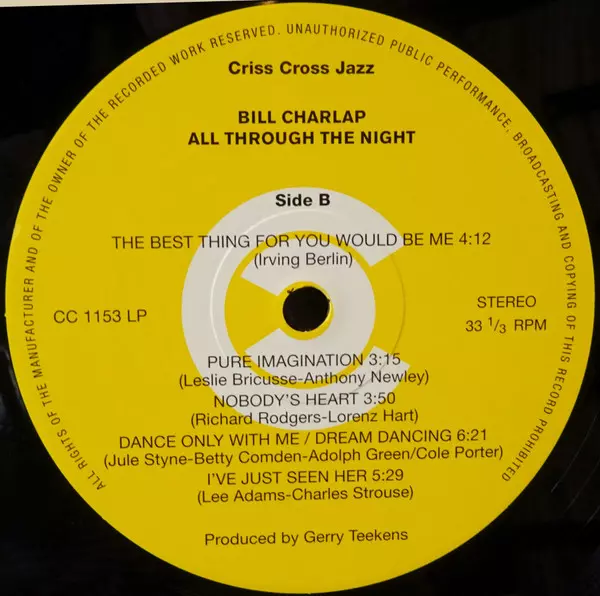 ALL RIGHTS OF THE MANUFACTURER AND OF THE OWNER OF THE RECORDED WORK RESERVED. UNAUTHORIZED PUBLIC PERFORMANCE, BROADCASTING AND COPYING OF THIS RECORD PROHIBITED
Criss Cross Jazz
BILL CHARLAP
ALL THROUGH THE NIGHT
Side B
THE BEST THING FOR YOU WOULD BE ME 4:12
(Irving Berlin)
CC 1153 LP
STEREO
33 1/3 RPM
PURE IMAGINATION 3:15
(Leslie Bricusse-Anthony Newley)
NOBODY'S HEART 3:50
(Richard Rodgers-Lorenz Hart)
DANCE ONLY WITH ME / DREAM DANCING 6:21
(Jule Styne-Betty Comden-Adolph Green/Cole Porter)
I'VE JUST SEEN HER 5:29
(Lee Adams-Charles Strouse)
Produced by Gerry Teekens